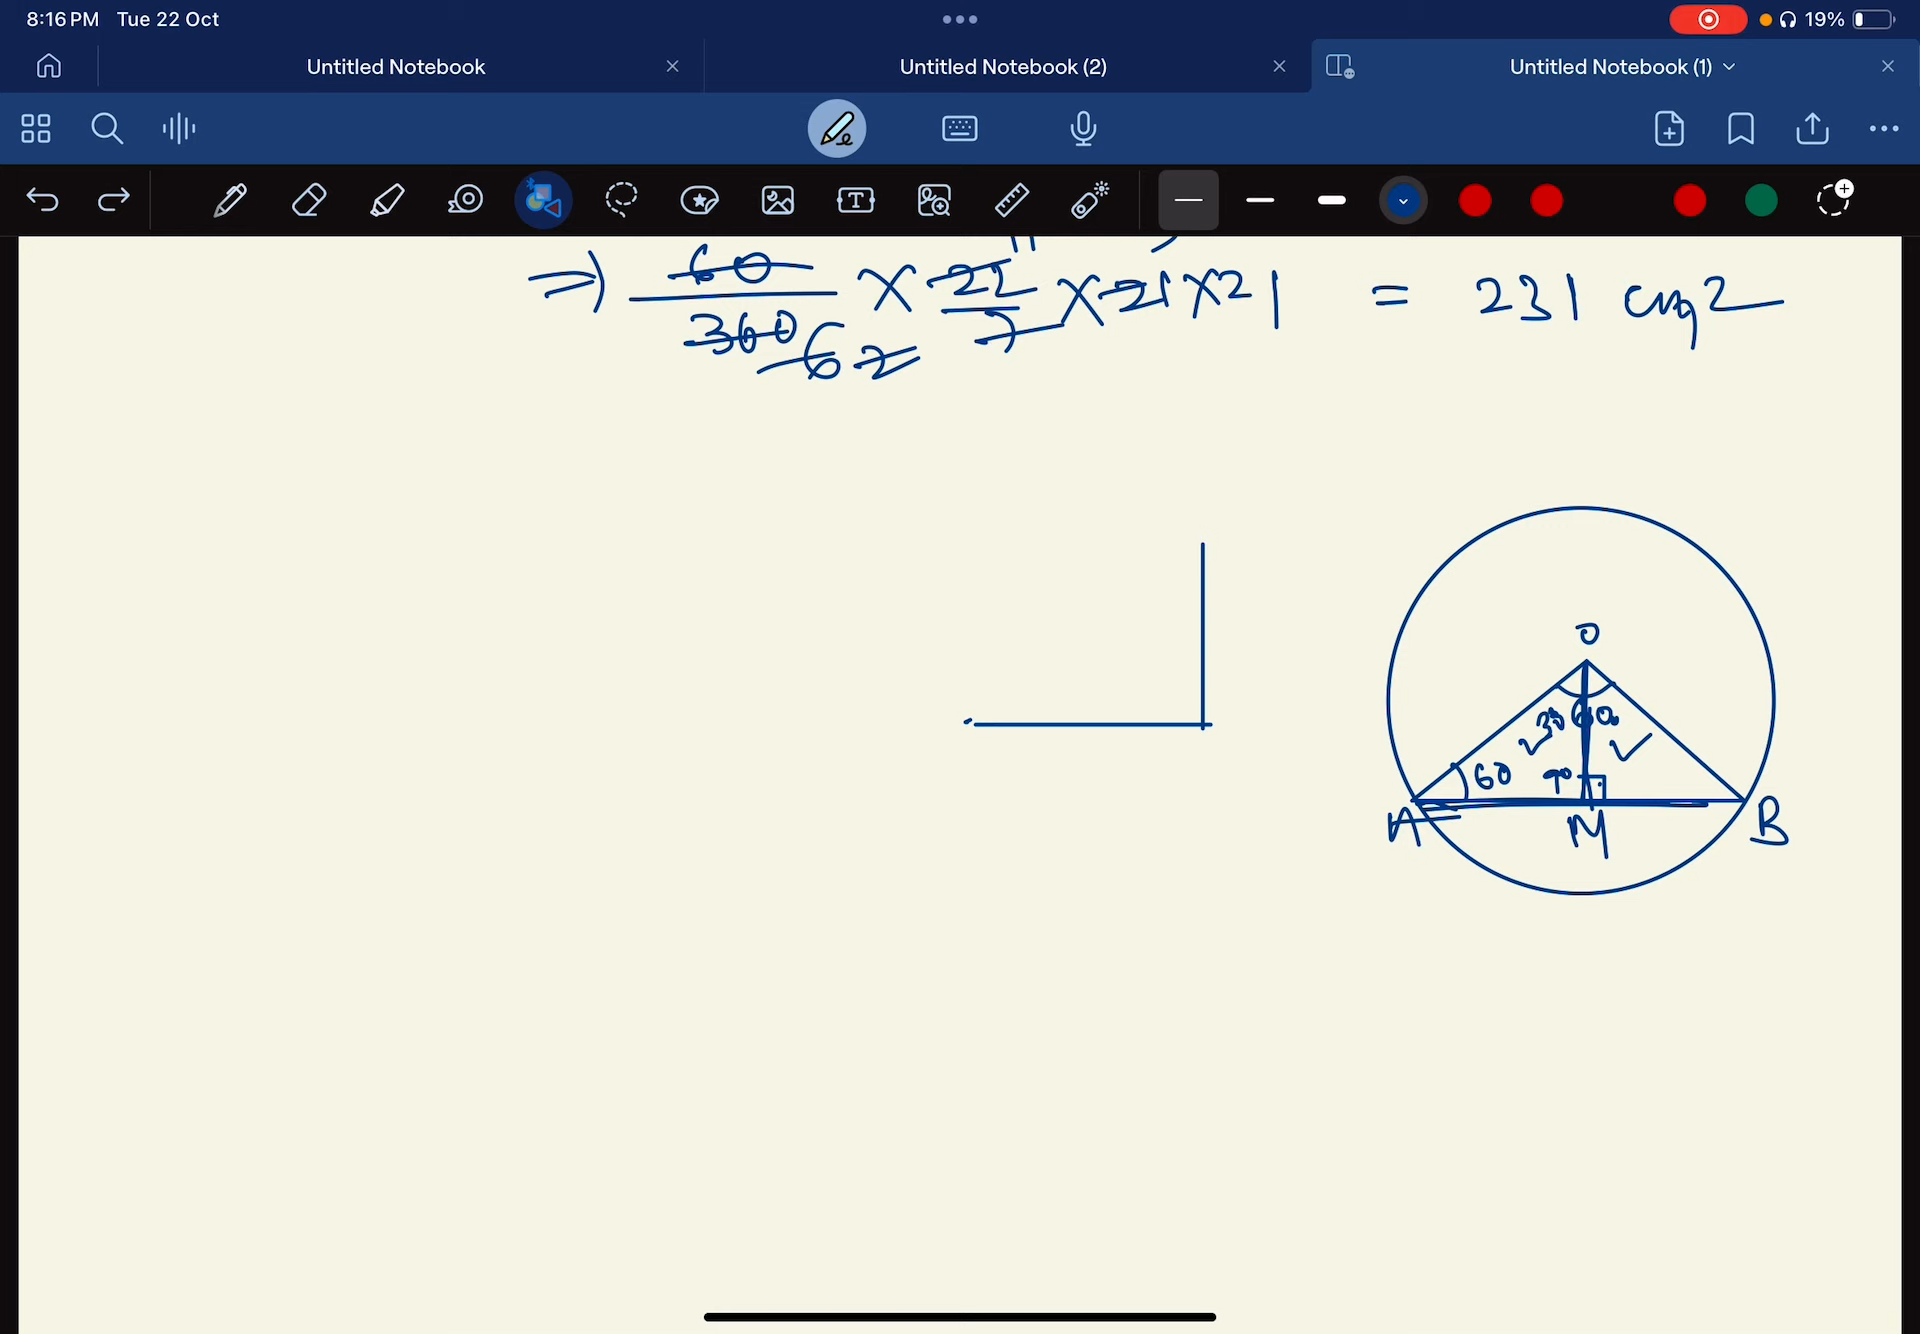 8:16 PM Tue 22 Oct
19%
Untitled Notebook
Untitled Notebook (2)
Untitled Notebook (1)
T
11
⇒ 60/360 × 22/7 × 21 × 21 = 231 cm2
6 2
O
30 60
60 90
A M B